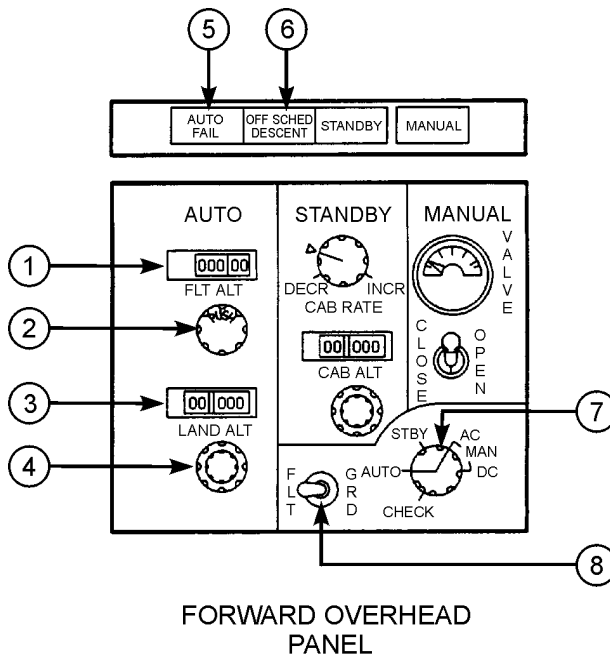 5 6
AUTO FAIL OFF SCHED DESCENT STANDBY MANUAL
AUTO STANDBY MANUAL
1 000 00
FLT ALT
2 PUSH
DECR INCR
CAB RATE
VALVE
3 00 000
LAND ALT
00 000
CAB ALT
CLOSE OPEN
4
7
STBY AC
MAN
AUTO DC
CHECK
FLT GRD
8
FORWARD OVERHEAD
PANEL